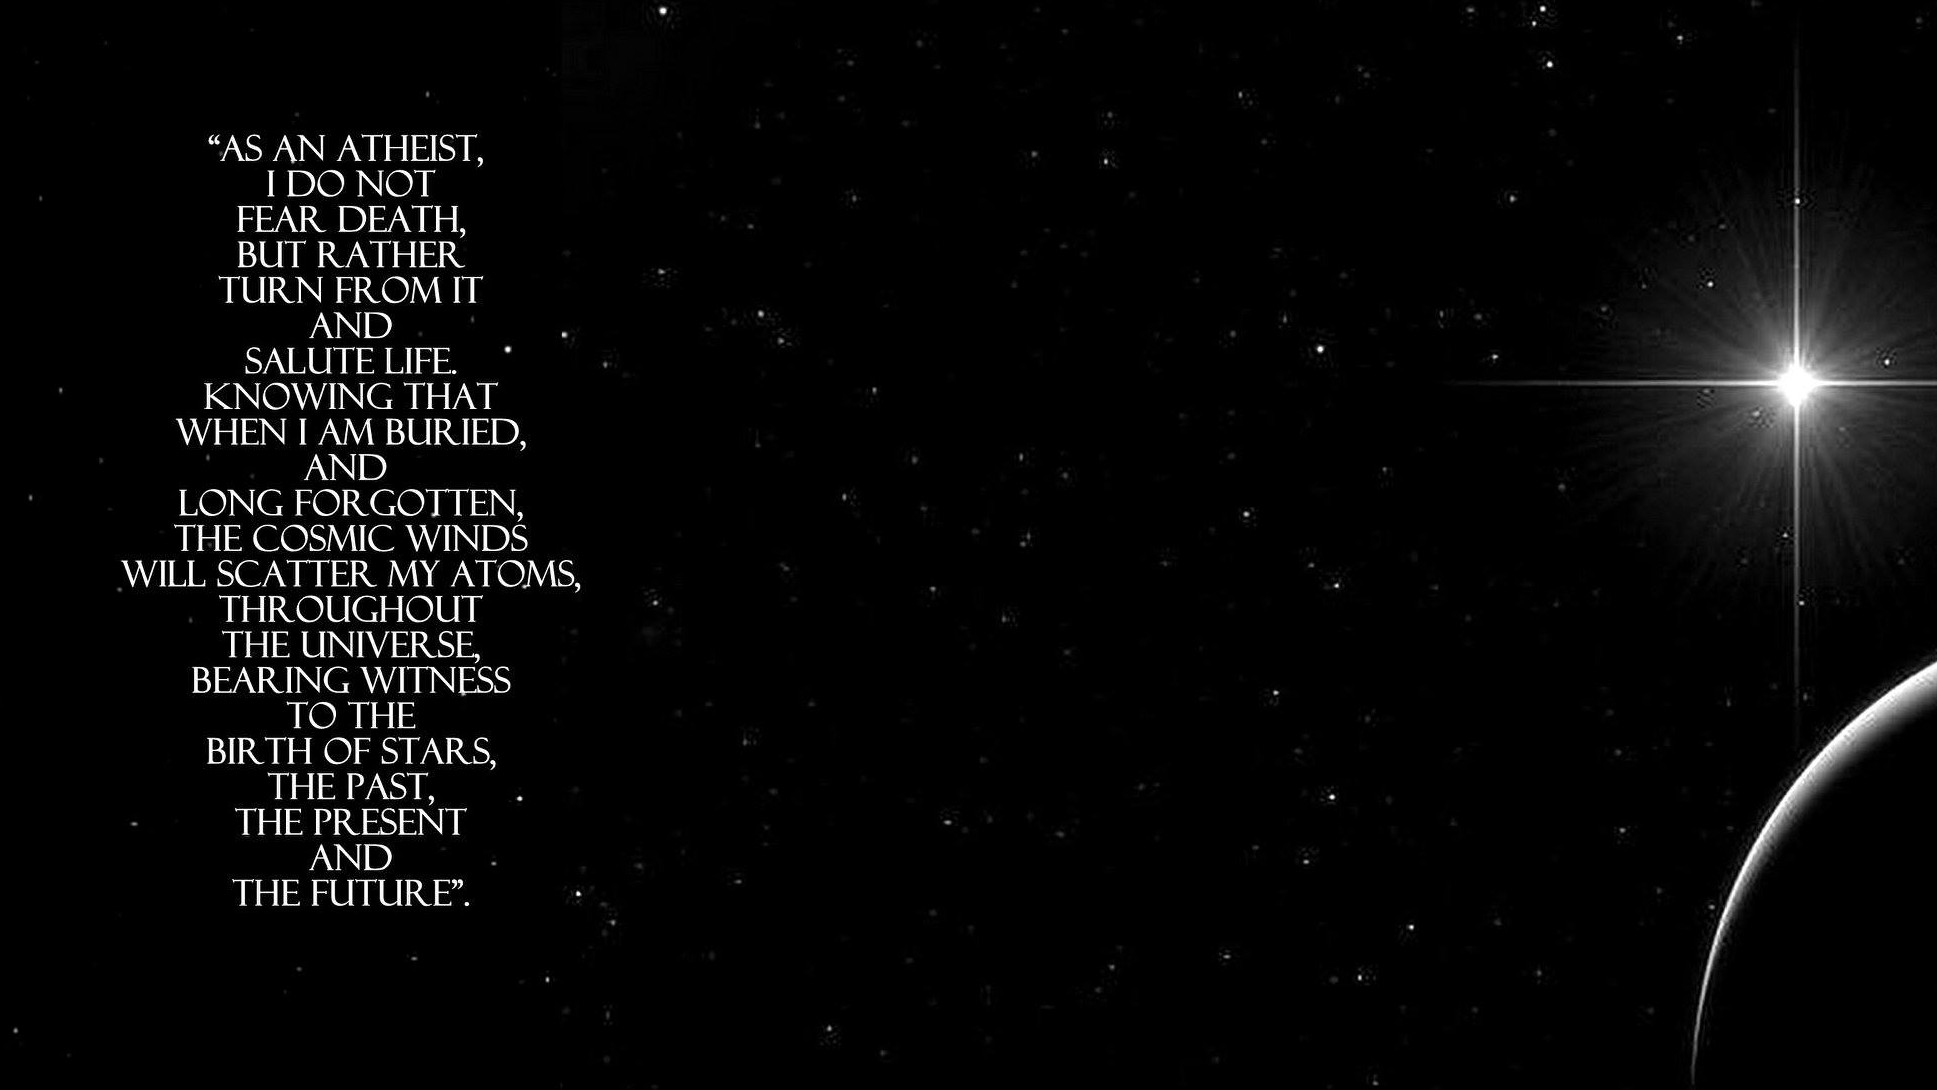 “AS AN ATHEIST,
I DO NOT
FEAR DEATH,
BUT RATHER
TURN FROM IT
AND
SALUTE LIFE.
KNOWING THAT
WHEN I AM BURIED,
AND
LONG FORGOTTEN,
THE COSMIC WINDS
WILL SCATTER MY ATOMS,
THROUGHOUT
THE UNIVERSE,
BEARING WITNESS
TO THE
BIRTH OF STARS,
THE PAST,
THE PRESENT
AND
THE FUTURE”.